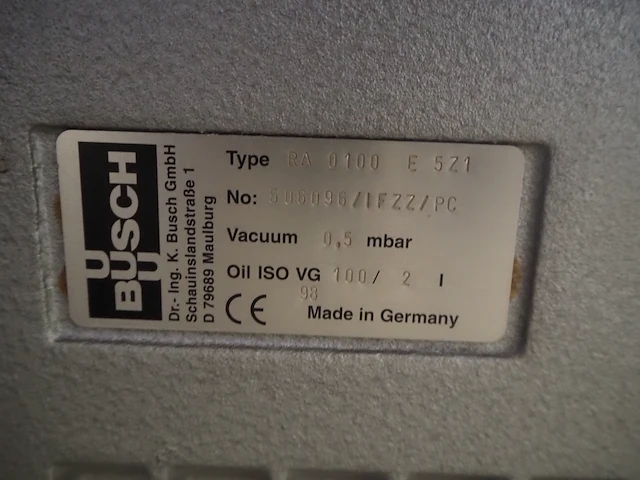 BUSCH
Dr.- Ing. K. Busch GmbH
Schauinslandstraße 1
D 79689 Maulburg
Type RA 0100 E 5Z1
No: 506096/IFZZ/PC
Vacuum 0,5 mbar
Oil ISO VG 100/ 2 l
CE 98 Made in Germany